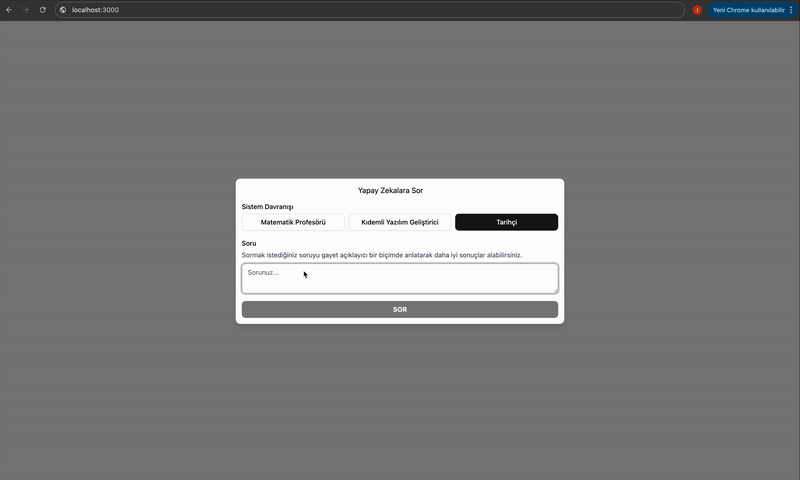 localhost:3000
Yeni Chrome kullanılabilir
Yapay Zekalara Sor
Sistem Davranışı
Matematik Profesörü
Kıdemli Yazılım Geliştirici
Tarihçi
Soru
Sormak istediğiniz soruyu gayet açıklayıcı bir biçimde anlatarak daha iyi sonuçlar alabilirsiniz.
Sorunuz...
SOR